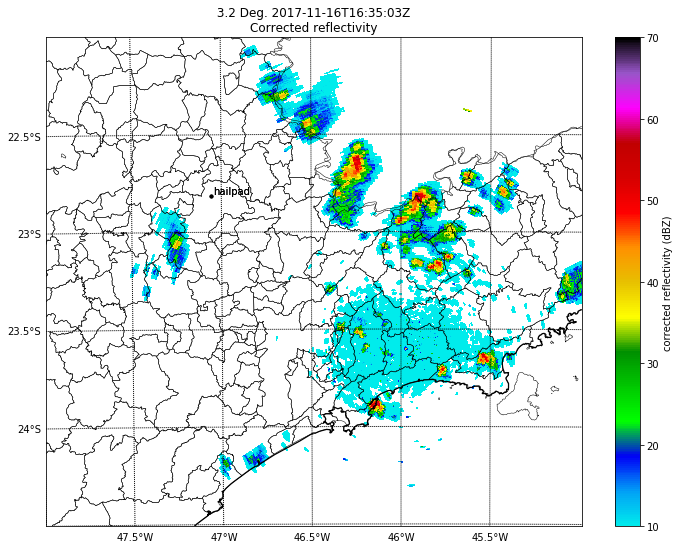 3.2 Deg. 2017-11-16T16:35:03Z
Corrected reflectivity
70
60
50
40
30
20
10
corrected reflectivity (dBZ)
22.5°S
23°S
23.5°S
24°S
hailpad
47.5°W
47°W
46.5°W
46°W
45.5°W